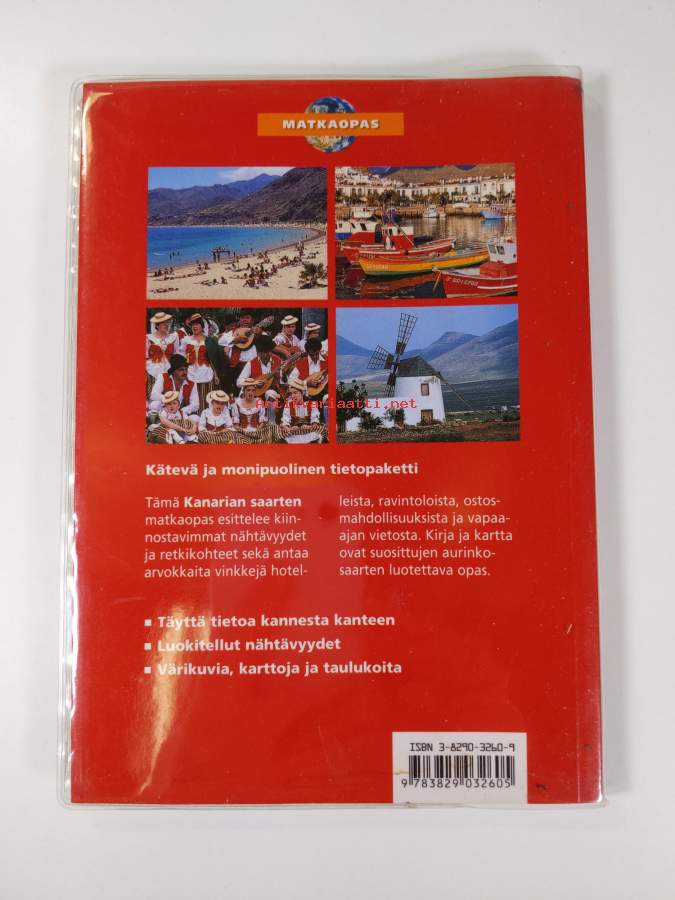 MATKAOPAS
Antikvariaatti.net
Kätevä ja monipuolinen tietopaketti
Tämä Kanarian saarten
matkaopas esittelee kiin-
nostavimmat nähtävyydet
ja retkikohteet sekä antaa
arvokkaita vinkkejä hotel-
leista, ravintoloista, ostos-
mahdollisuuksista ja vapaa-
ajan vietosta. Kirja ja kartta
ovat suosittujen aurinko-
saarten luotettava opas.
▪ Täyttä tietoa kannesta kanteen
▪ Luokitellut nähtävyydet
▪ Värikuvia, karttoja ja taulukoita
ISBN 3-8290-3260-9
9 783829 032605